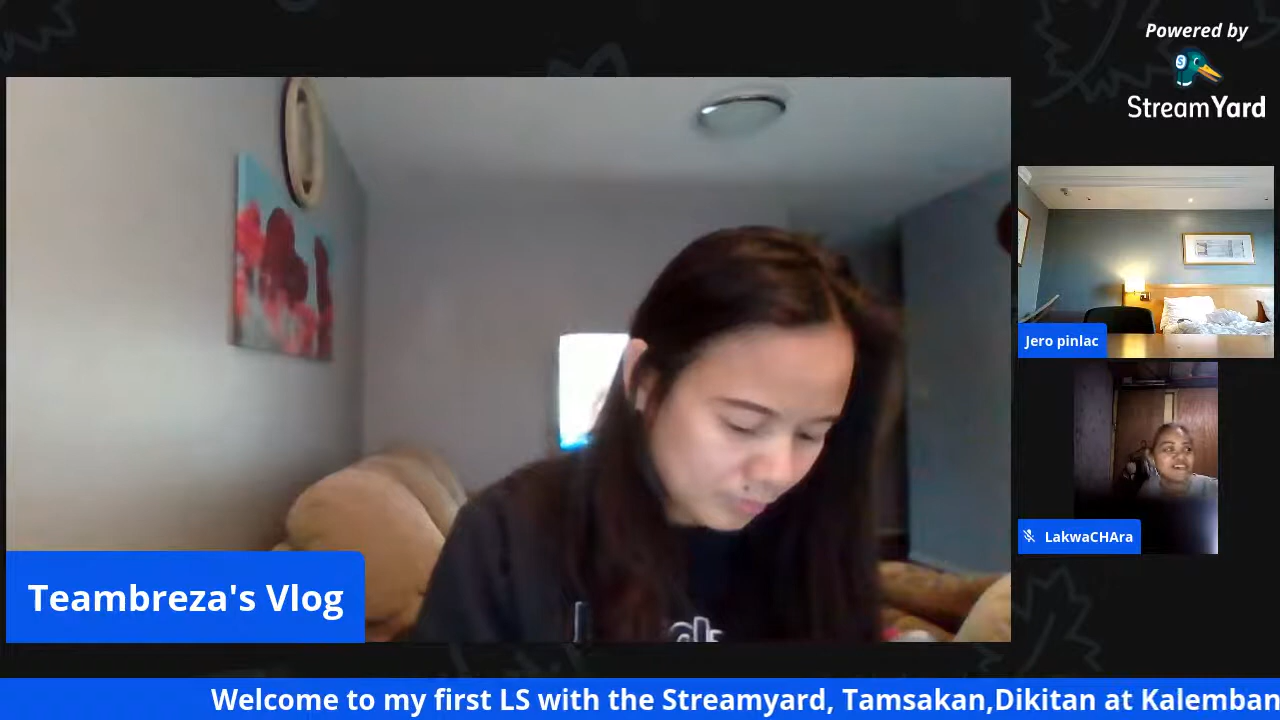 Powered by
StreamYard
Jero pinlac
LakwaCHAra
Teambreza's Vlog
Welcome to my first LS with the Streamyard, Tamsakan,Dikitan at Kalemban